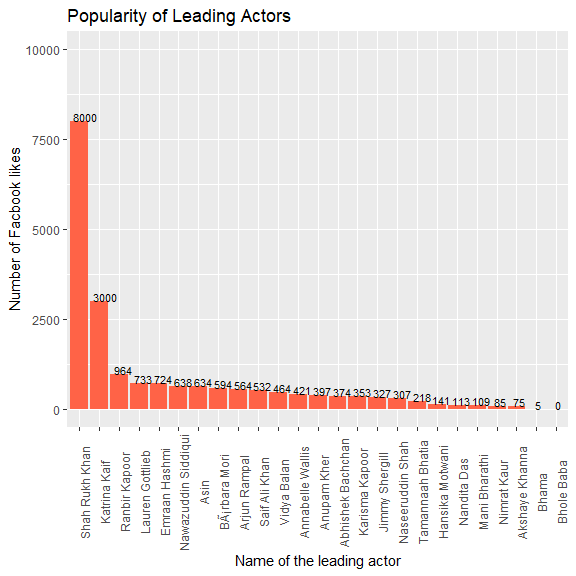 Popularity of Leading Actors
Number of Facbook likes
10000
7500
5000
2500
0
8000
3000
964
733
724
638
634
594
564
532
464
421
397
374
353
327
307
218
141
113
109
85
75
5
0
Shah Rukh Khan
Katrina Kaif
Ranbir Kapoor
Lauren Gottlieb
Emraan Hashmi
Nawazuddin Siddiqui
Asin
BÃ¡rbara Mori
Arjun Rampal
Saif Ali Khan
Vidya Balan
Annabelle Wallis
Anupam Kher
Abhishek Bachchan
Karisma Kapoor
Jimmy Shergill
Naseeruddin Shah
Tamannaah Bhatia
Hansika Motwani
Nandita Das
Mani Bharathi
Nimrat Kaur
Akshaye Khanna
Bhama
Bhole Baba
Name of the leading actor